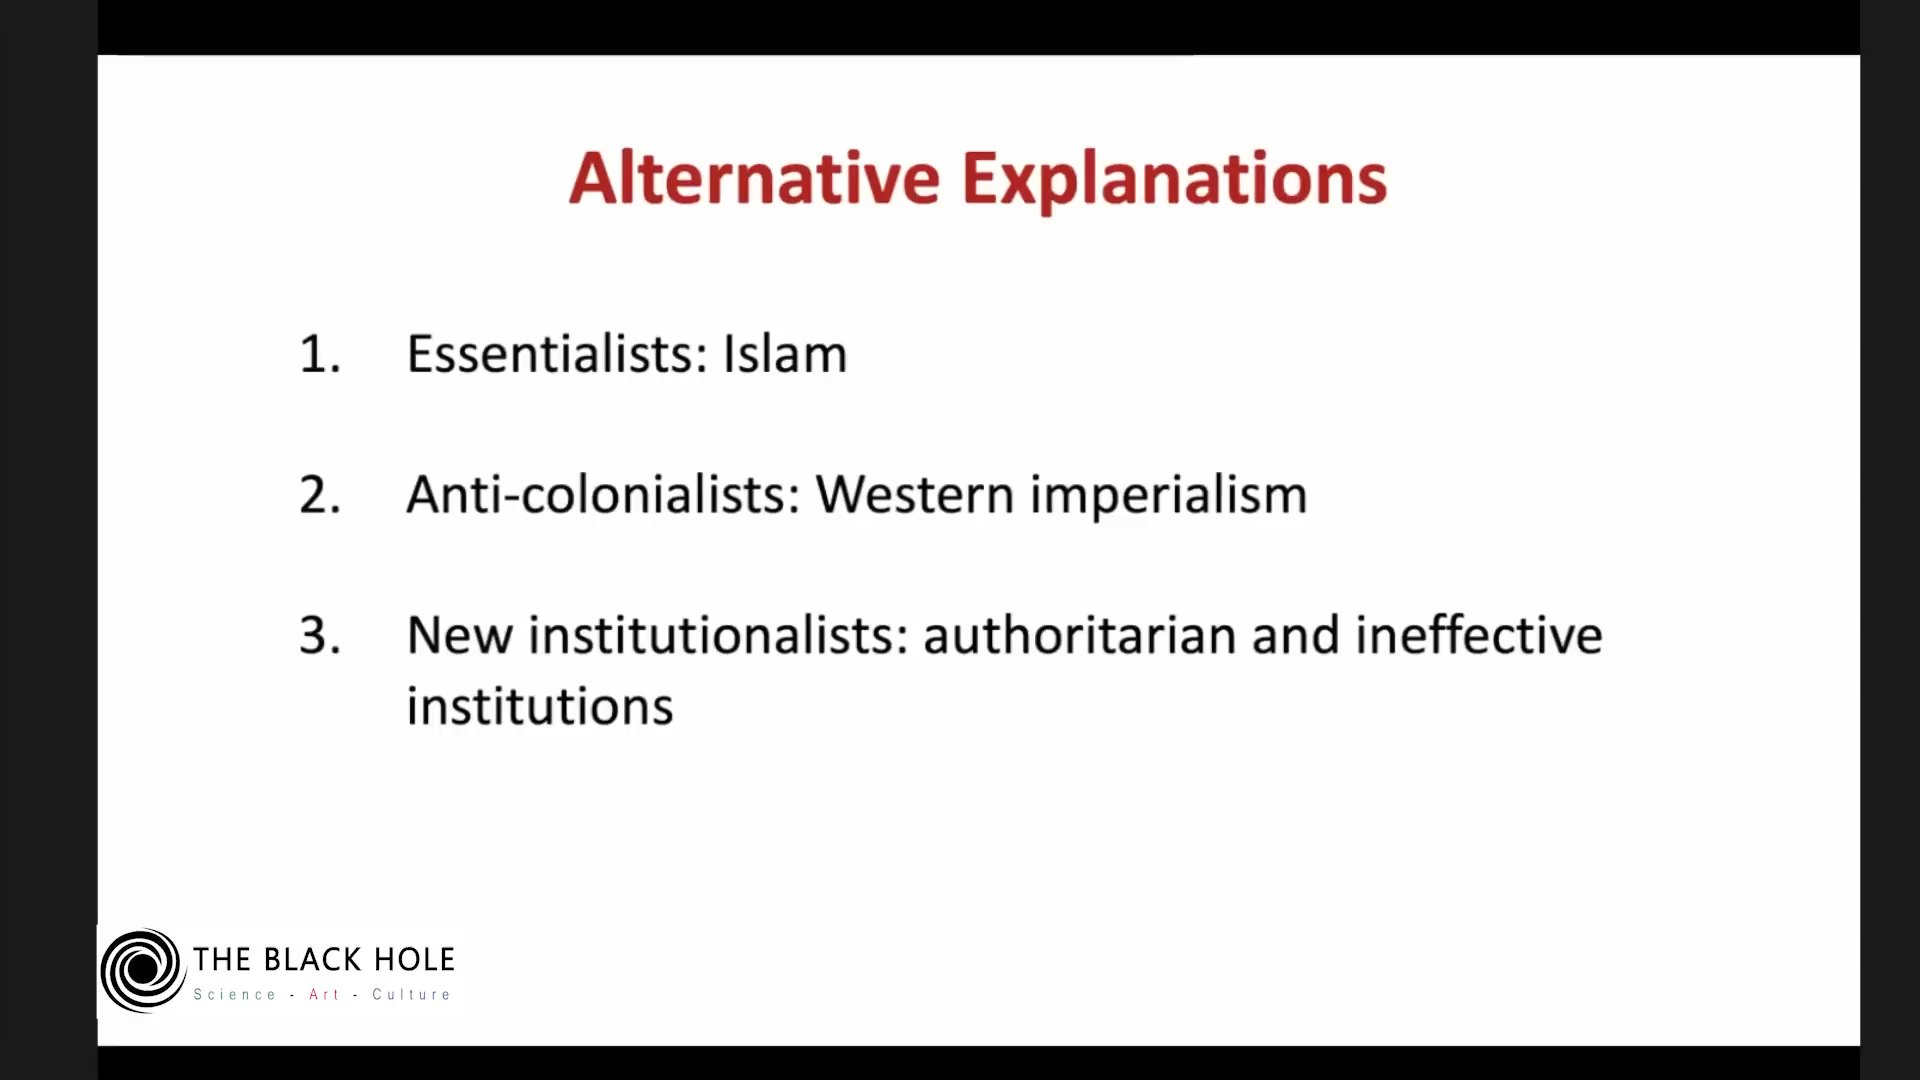 Alternative Explanations
1. Essentialists: Islam
2. Anti-colonialists: Western imperialism
3. New institutionalists: authoritarian and ineffective
institutions
THE BLACK HOLE
Science - Art - Culture